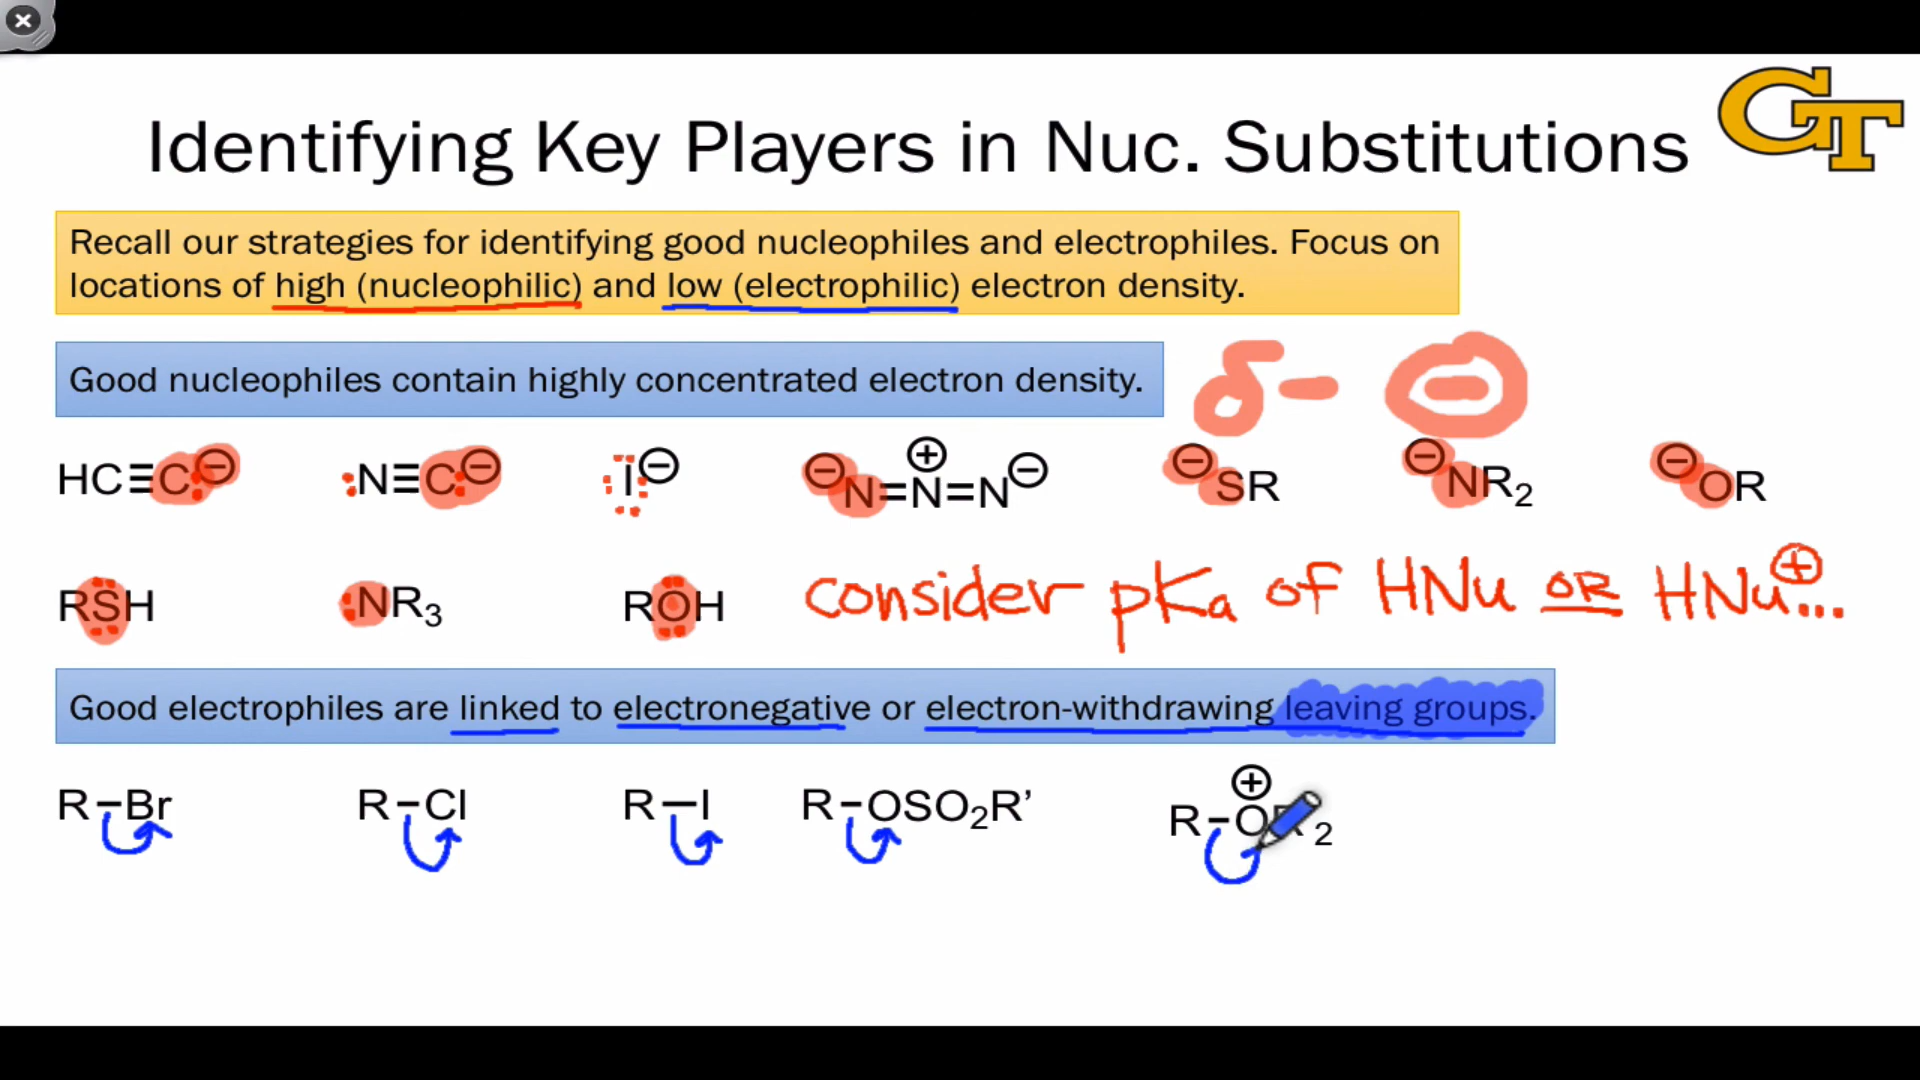 GT
Identifying Key Players in Nuc. Substitutions
Recall our strategies for identifying good nucleophiles and electrophiles. Focus on
locations of high (nucleophilic) and low (electrophilic) electron density.
Good nucleophiles contain highly concentrated electron density. δ− ⊖
HC≡C:⊖ :N≡C:⊖ I⊖ ⊖N=N⊕=N⊖ ⊖SR ⊖NR₂ ⊖OR
RSH :NR₃ ROH consider pKa of HNu OR HNu⊕...
Good electrophiles are linked to electronegative or electron-withdrawing leaving groups.
R–Br R–Cl R–I R–OSO₂R’ R–O⊕R₂